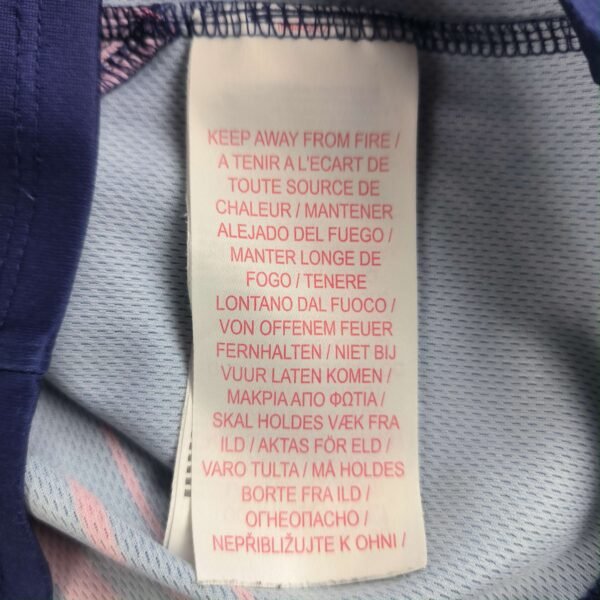 KEEP AWAY FROM FIRE /
A TENIR A L'ECART DE
TOUTE SOURCE DE
CHALEUR / MANTENER
ALEJADO DEL FUEGO /
MANTER LONGE DE
FOGO / TENERE
LONTANO DAL FUOCO /
VON OFFENEM FEUER
FERNHALTEN / NIET BIJ
VUUR LATEN KOMEN /
ΜΑΚΡΙΑ ΑΠΟ ΦΩΤΙΑ /
SKAL HOLDES VÆK FRA
ILD / AKTAS FÖR ELD /
VARO TULTA / MÅ HOLDES
BORTE FRA ILD /
ОГНЕОПАСНО /
NEPŘIBLIŽUJTE K OHNI /